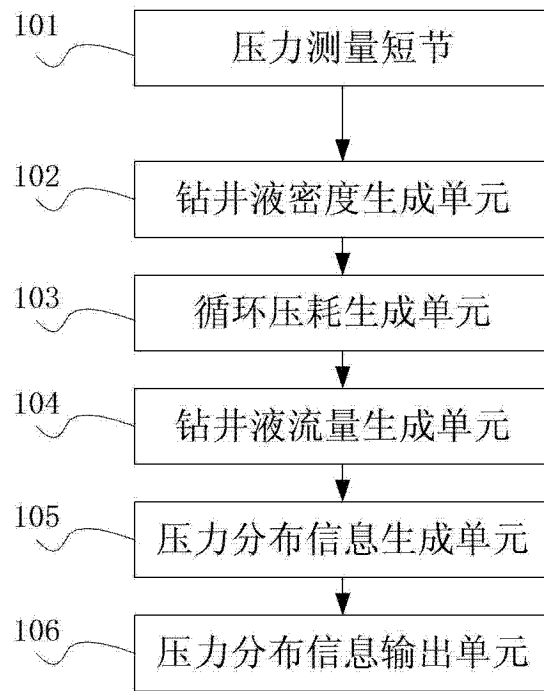 101
压力测量短节
102
钻井液密度生成单元
103
循环压耗生成单元
104
钻井液流量生成单元
105
压力分布信息生成单元
106
压力分布信息输出单元